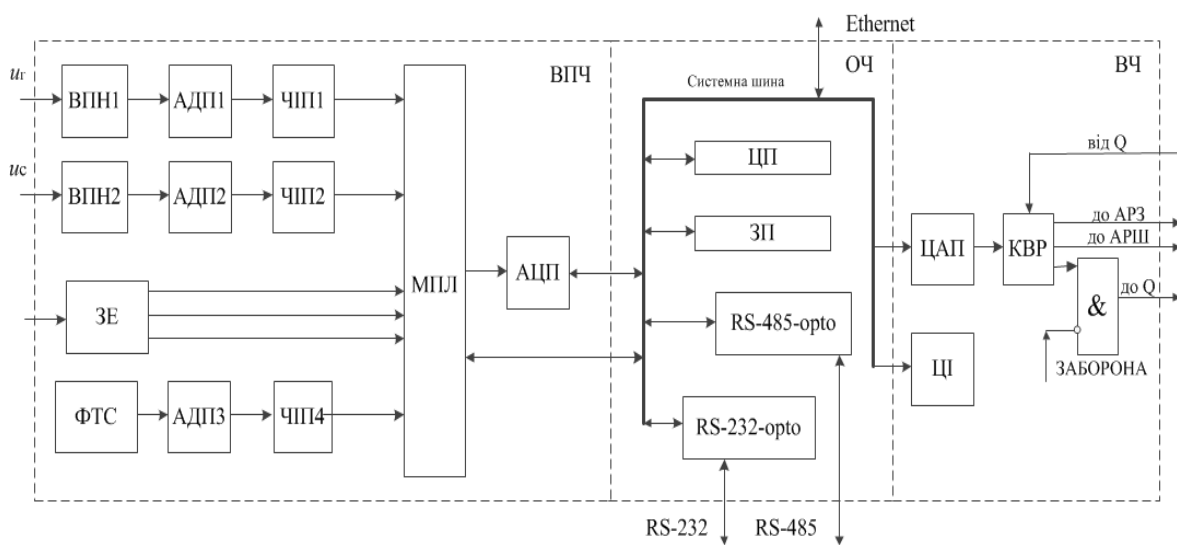 Ethernet
ВПЧ
ОЧ
ВЧ
Системна шина
uг
ВПН1
АДП1
ЧІП1
uс
ВПН2
АДП2
ЧІП2
ЗЕ
ФТС
АДП3
ЧІП4
МПЛ
АЦП
ЦП
ЗП
RS-485-opto
RS-232-opto
ЦАП
КВР
ЦІ
від Q
до АРЗ
до АРШ
&
до Q
ЗАБОРОНА
RS-232
RS-485